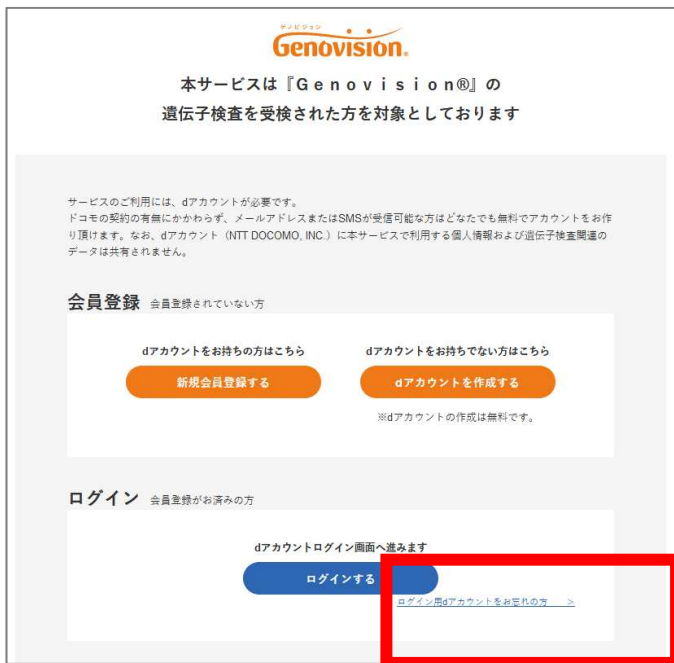 ゲノビジョン
Genovision.
本サービスは『Ｇｅｎｏｖｉｓｉｏｎ®』の
遺伝子検査を受検された方を対象としております
サービスのご利用には、dアカウントが必要です。
ドコモの契約の有無にかかわらず、メールアドレスまたはSMSが受信可能な方はどなたでも無料でアカウントをお作
り頂けます。なお、dアカウント（NTT DOCOMO, INC.）に本サービスで利用する個人情報および遺伝子検査関連の
データは共有されません。
会員登録 会員登録されていない方
dアカウントをお持ちの方はこちら
新規会員登録する
dアカウントをお持ちでない方はこちら
dアカウントを作成する
※dアカウントの作成は無料です。
ログイン 会員登録がお済みの方
dアカウントログイン画面へ進みます
ログインする
ログイン用dアカウントをお忘れの方 ＞